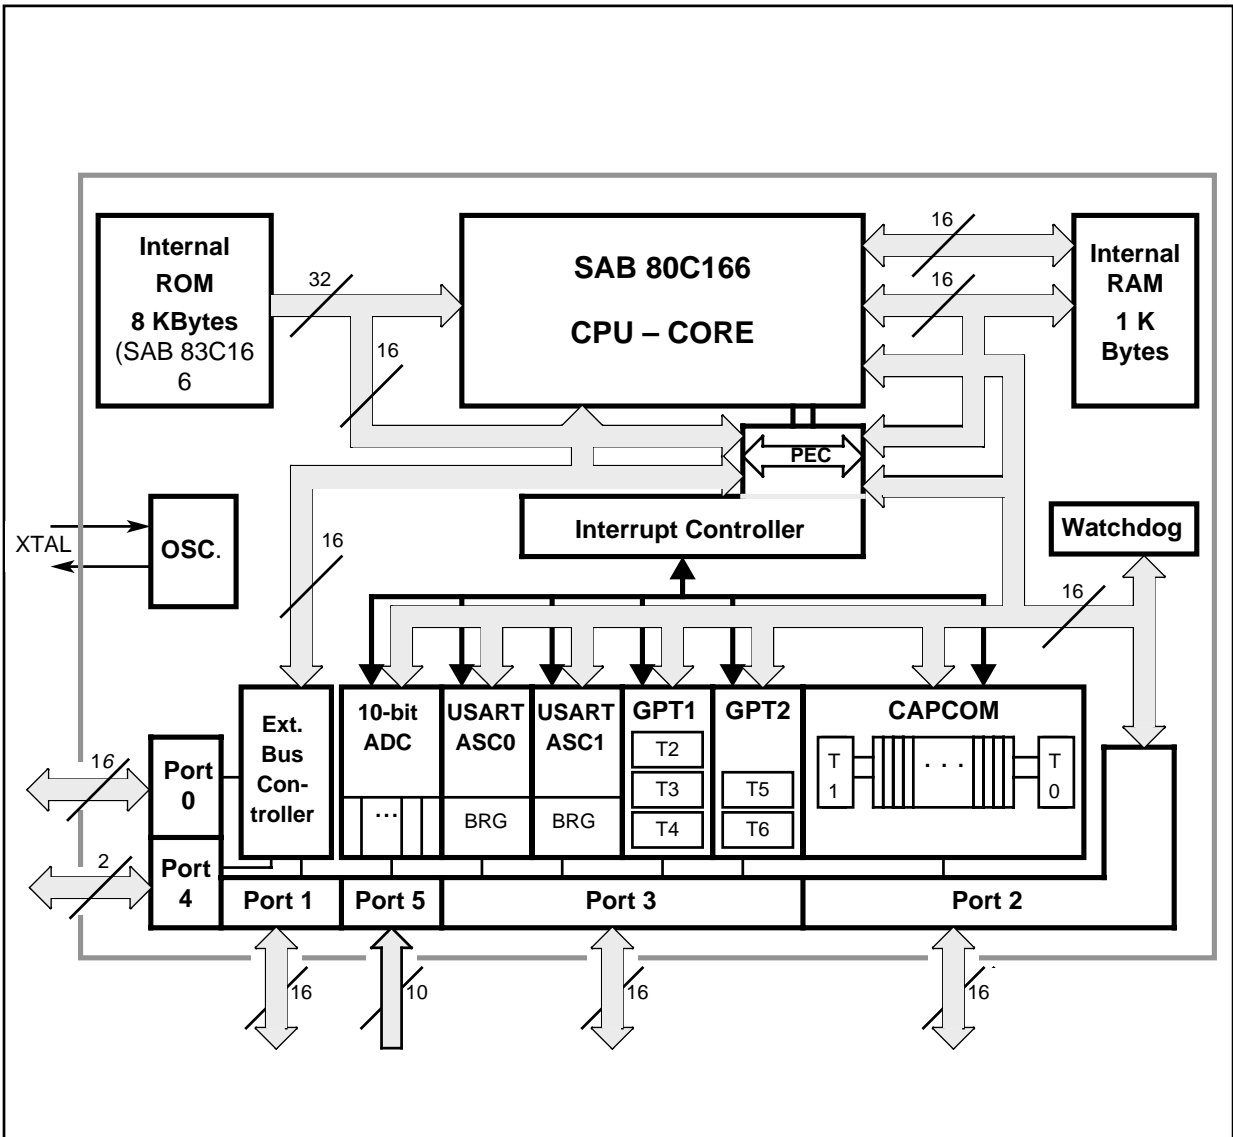 Internal
ROM
8 KBytes
(SAB 83C16
6
32
16
SAB 80C166
CPU – CORE
16
16
Internal
RAM
1 K
Bytes
PEC
Interrupt Controller
XTAL
OSC.
16
Watchdog
16
Ext.
Bus
Con-
troller
10-bit
ADC
...
USART
ASC0
BRG
USART
ASC1
BRG
GPT1
T2
T3
T4
GPT2
T5
T6
CAPCOM
T
1
. . .
T
0
16
Port
0
2
Port
4
Port 1
Port 5
Port 3
Port 2
16
10
16
16